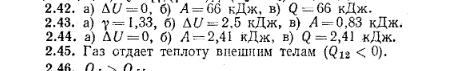 2.42. а) ΔU=0, б) A=66 кДж, в) Q=66 кДж.
2.43. а) γ=1,33, б) ΔU=2,5 кДж, в) A=0,83 кДж.
2.44. а) ΔU=0, б) A=2,41 кДж, в) Q=2,41 кДж.
2.45. Газ отдает теплоту внешним телам (Q₁₂ < 0).
2.46. Q